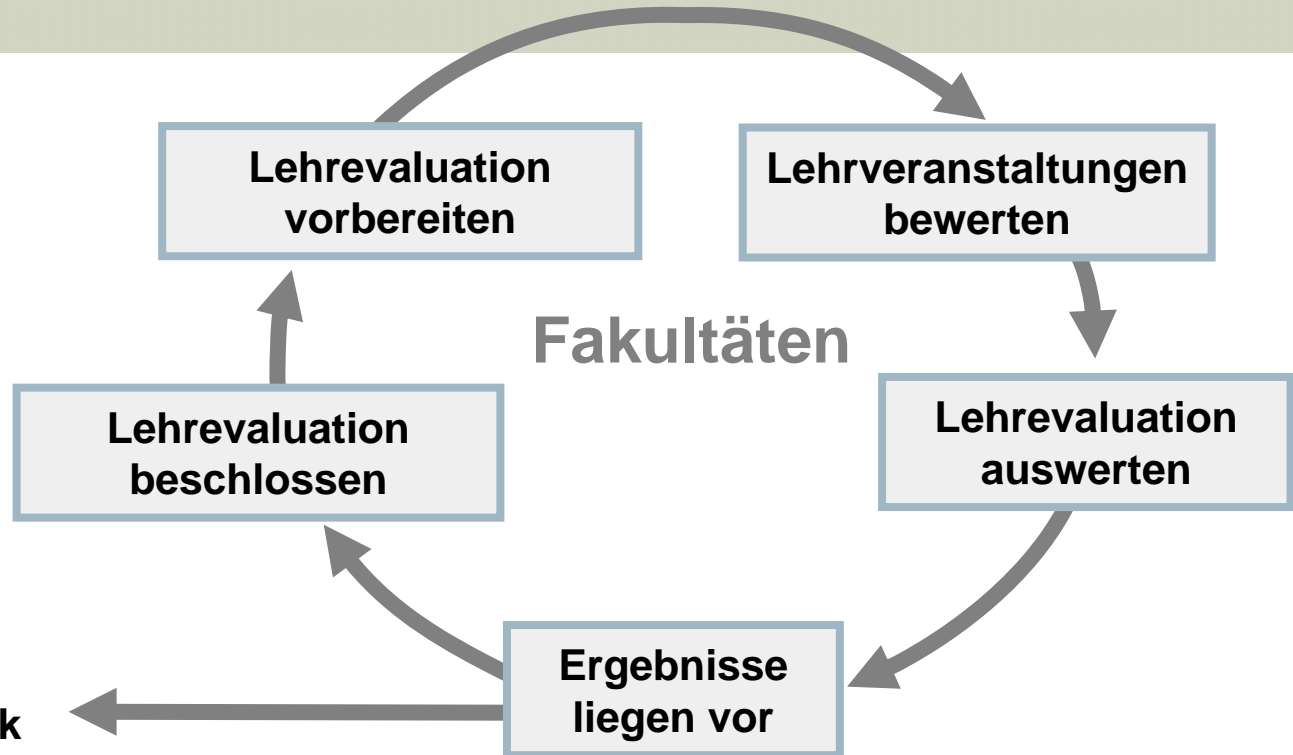 Lehrevaluation
vorbereiten
Lehrveranstaltungen
bewerten
Fakultäten
Lehrevaluation
beschlossen
Lehrevaluation
auswerten
Ergebnisse
liegen vor
k